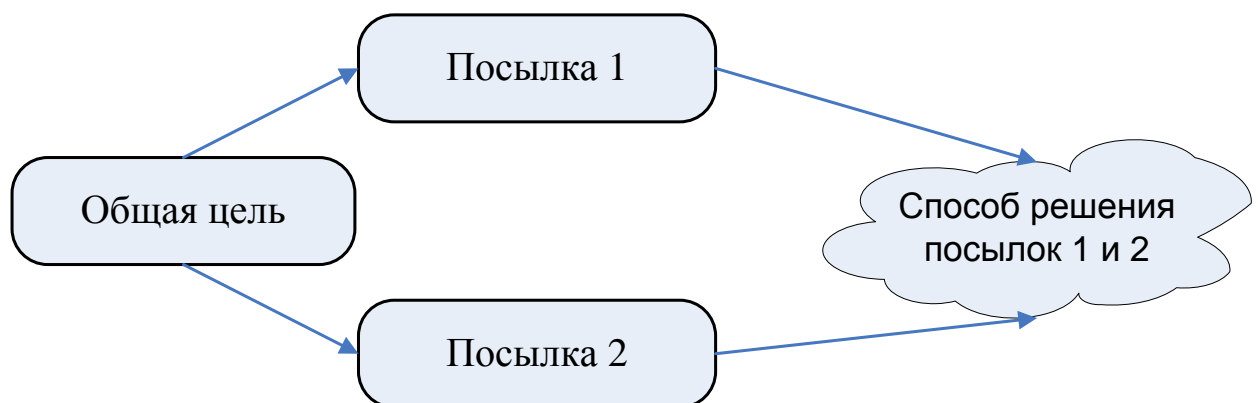 Посылка 1
Общая цель
Способ решения
посылок 1 и 2
Посылка 2